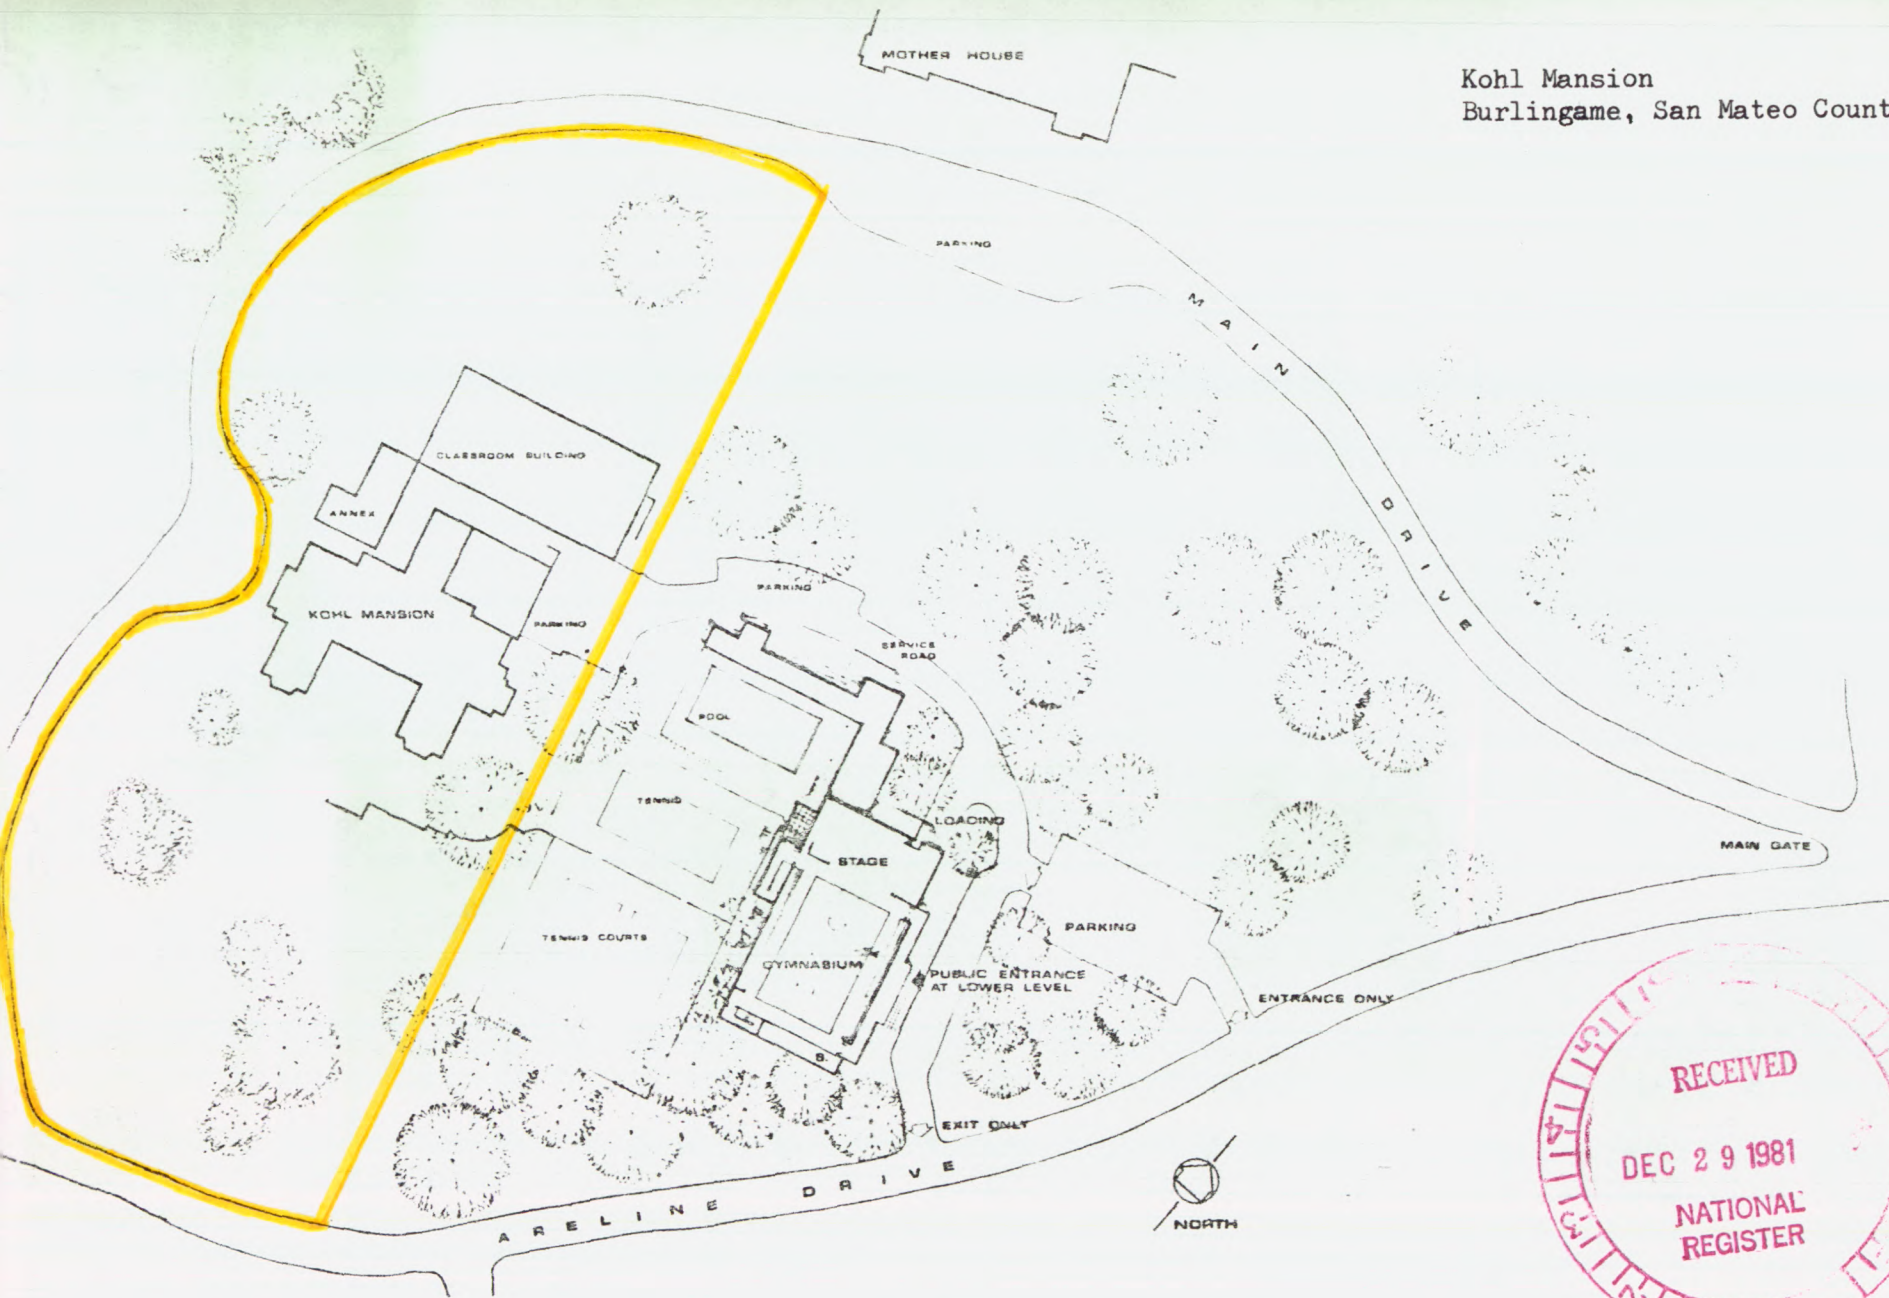 MOTHER HOUSE
Kohl Mansion
Burlingame, San Mateo Count
PARKING
MAIN DRIVE
CLASSROOM BUILDING
ANNEX
KOHL MANSION
PARKING
PARKING
SERVICE
ROAD
POOL
TENNIS
LOADING
STAGE
MAIN GATE
TENNIS COURTS
PARKING
GYMNASIUM
PUBLIC ENTRANCE
AT LOWER LEVEL
ENTRANCE ONLY
S.
EXIT ONLY
ARELINE DRIVE
NORTH
RECEIVED
DEC 29 1981
NATIONAL
REGISTER